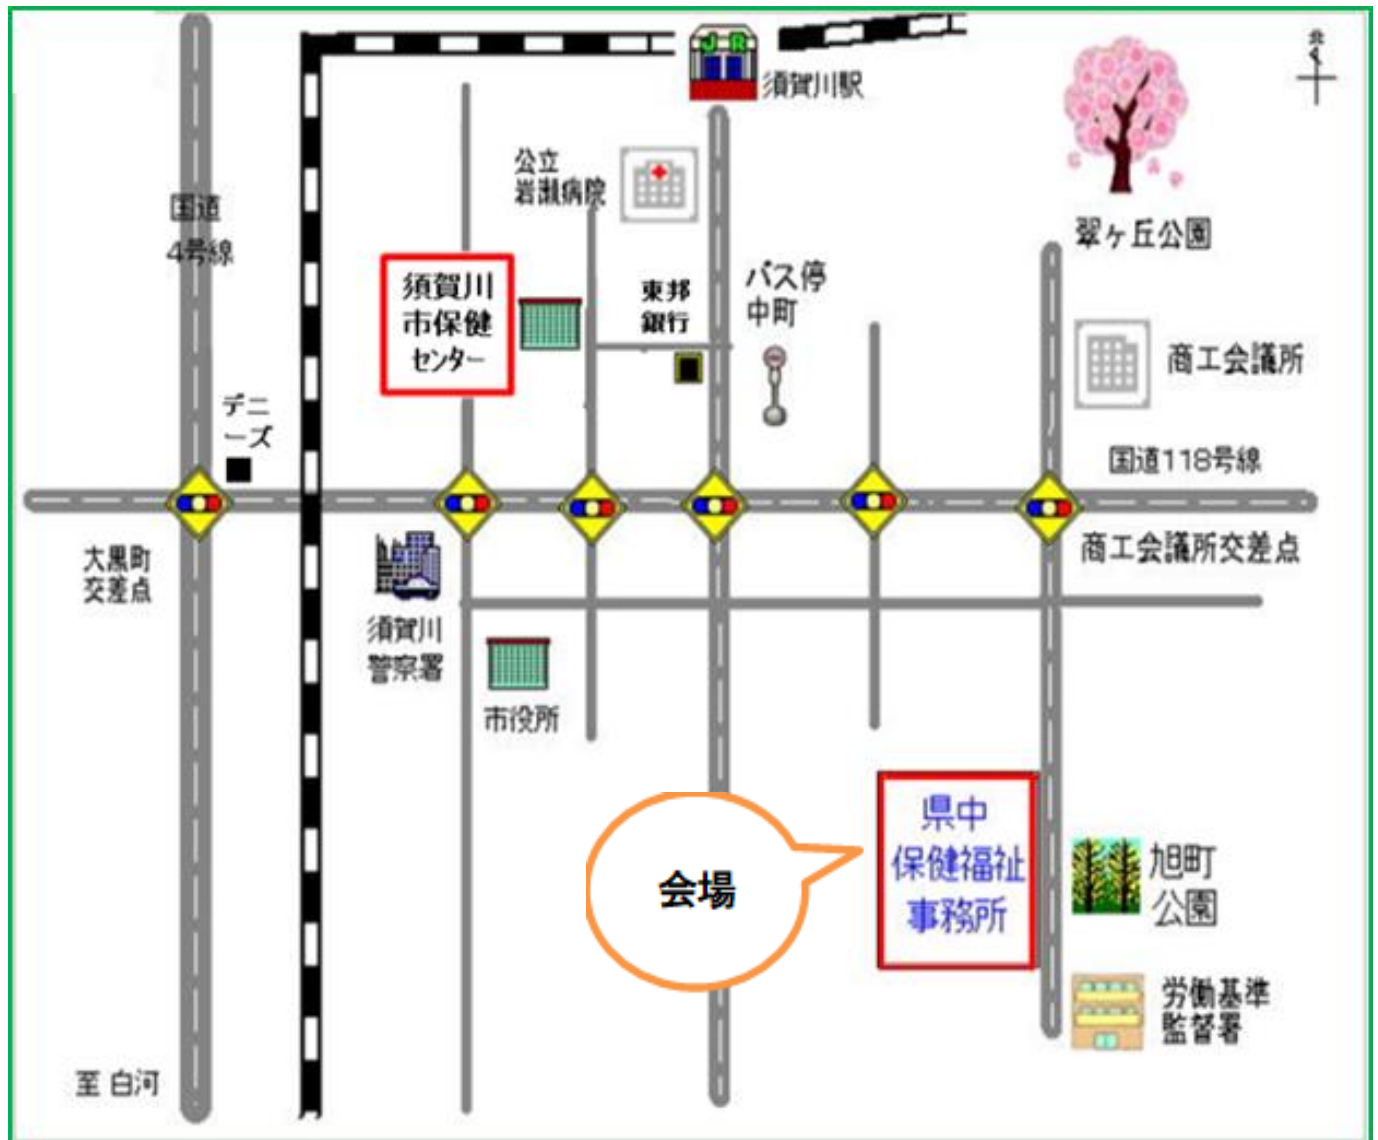 北
J R
須賀川駅
公立
岩瀬病院
国道
4号線
翠ヶ丘公園
須賀川
市保健
センター
東邦
銀行
バス停
中町
商工会議所
デニ
ーズ
国道118号線
大黒町
交差点
商工会議所交差点
須賀川
警察署
市役所
県中
保健福祉
事務所
会場
旭町
公園
労働基準
監督署
至 白河